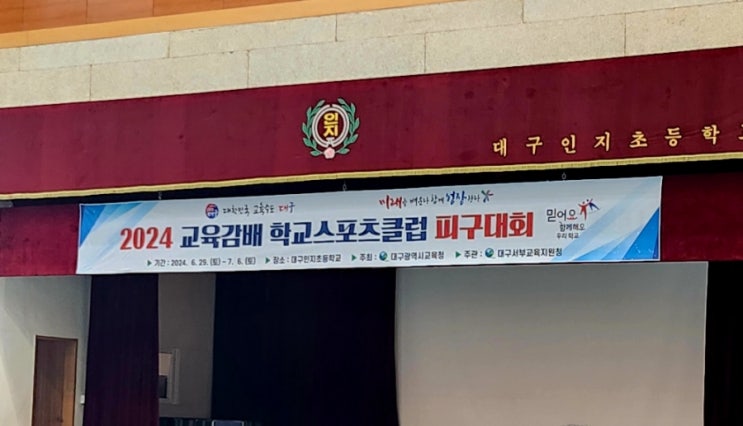 인지
대구인지초등학교
대한민국 교육수도 대구
미래를 배운다 함께 성장한다
2024 교육감배 학교스포츠클럽 피구대회
믿어요
함께해요
우리 학교
▶ 기간 : 2024. 6. 29. (토) ~ 7. 6. (토) ▶ 장소 : 대구인지초등학교 ▶ 주최 : 대구광역시교육청 ▶ 주관 : 대구서부교육지원청